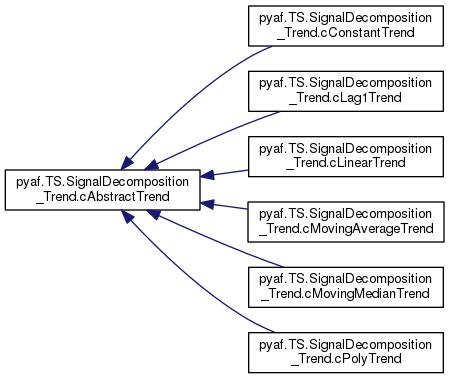 pyaf.TS.SignalDecomposition
_Trend.cConstantTrend
pyaf.TS.SignalDecomposition
_Trend.cLag1Trend
pyaf.TS.SignalDecomposition
_Trend.cLinearTrend
pyaf.TS.SignalDecomposition
_Trend.cAbstractTrend
pyaf.TS.SignalDecomposition
_Trend.cMovingAverageTrend
pyaf.TS.SignalDecomposition
_Trend.cMovingMedianTrend
pyaf.TS.SignalDecomposition
_Trend.cPolyTrend